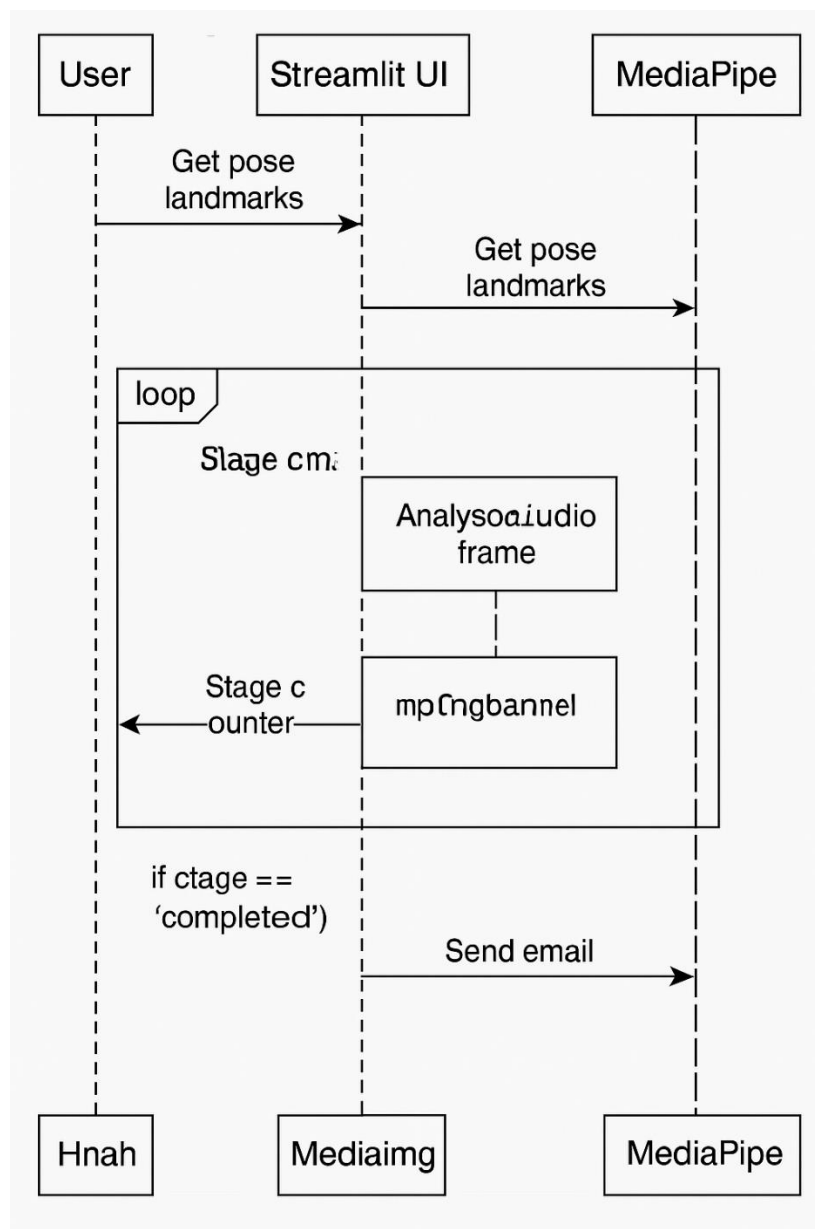 User
Streamlit UI
MediaPipe
Get pose
landmarks
Get pose
landmarks
loop
Stage c
ounter
frame
if ctage ==
‘completed’)
Send email
Hnah
Mediaimg
MediaPipe